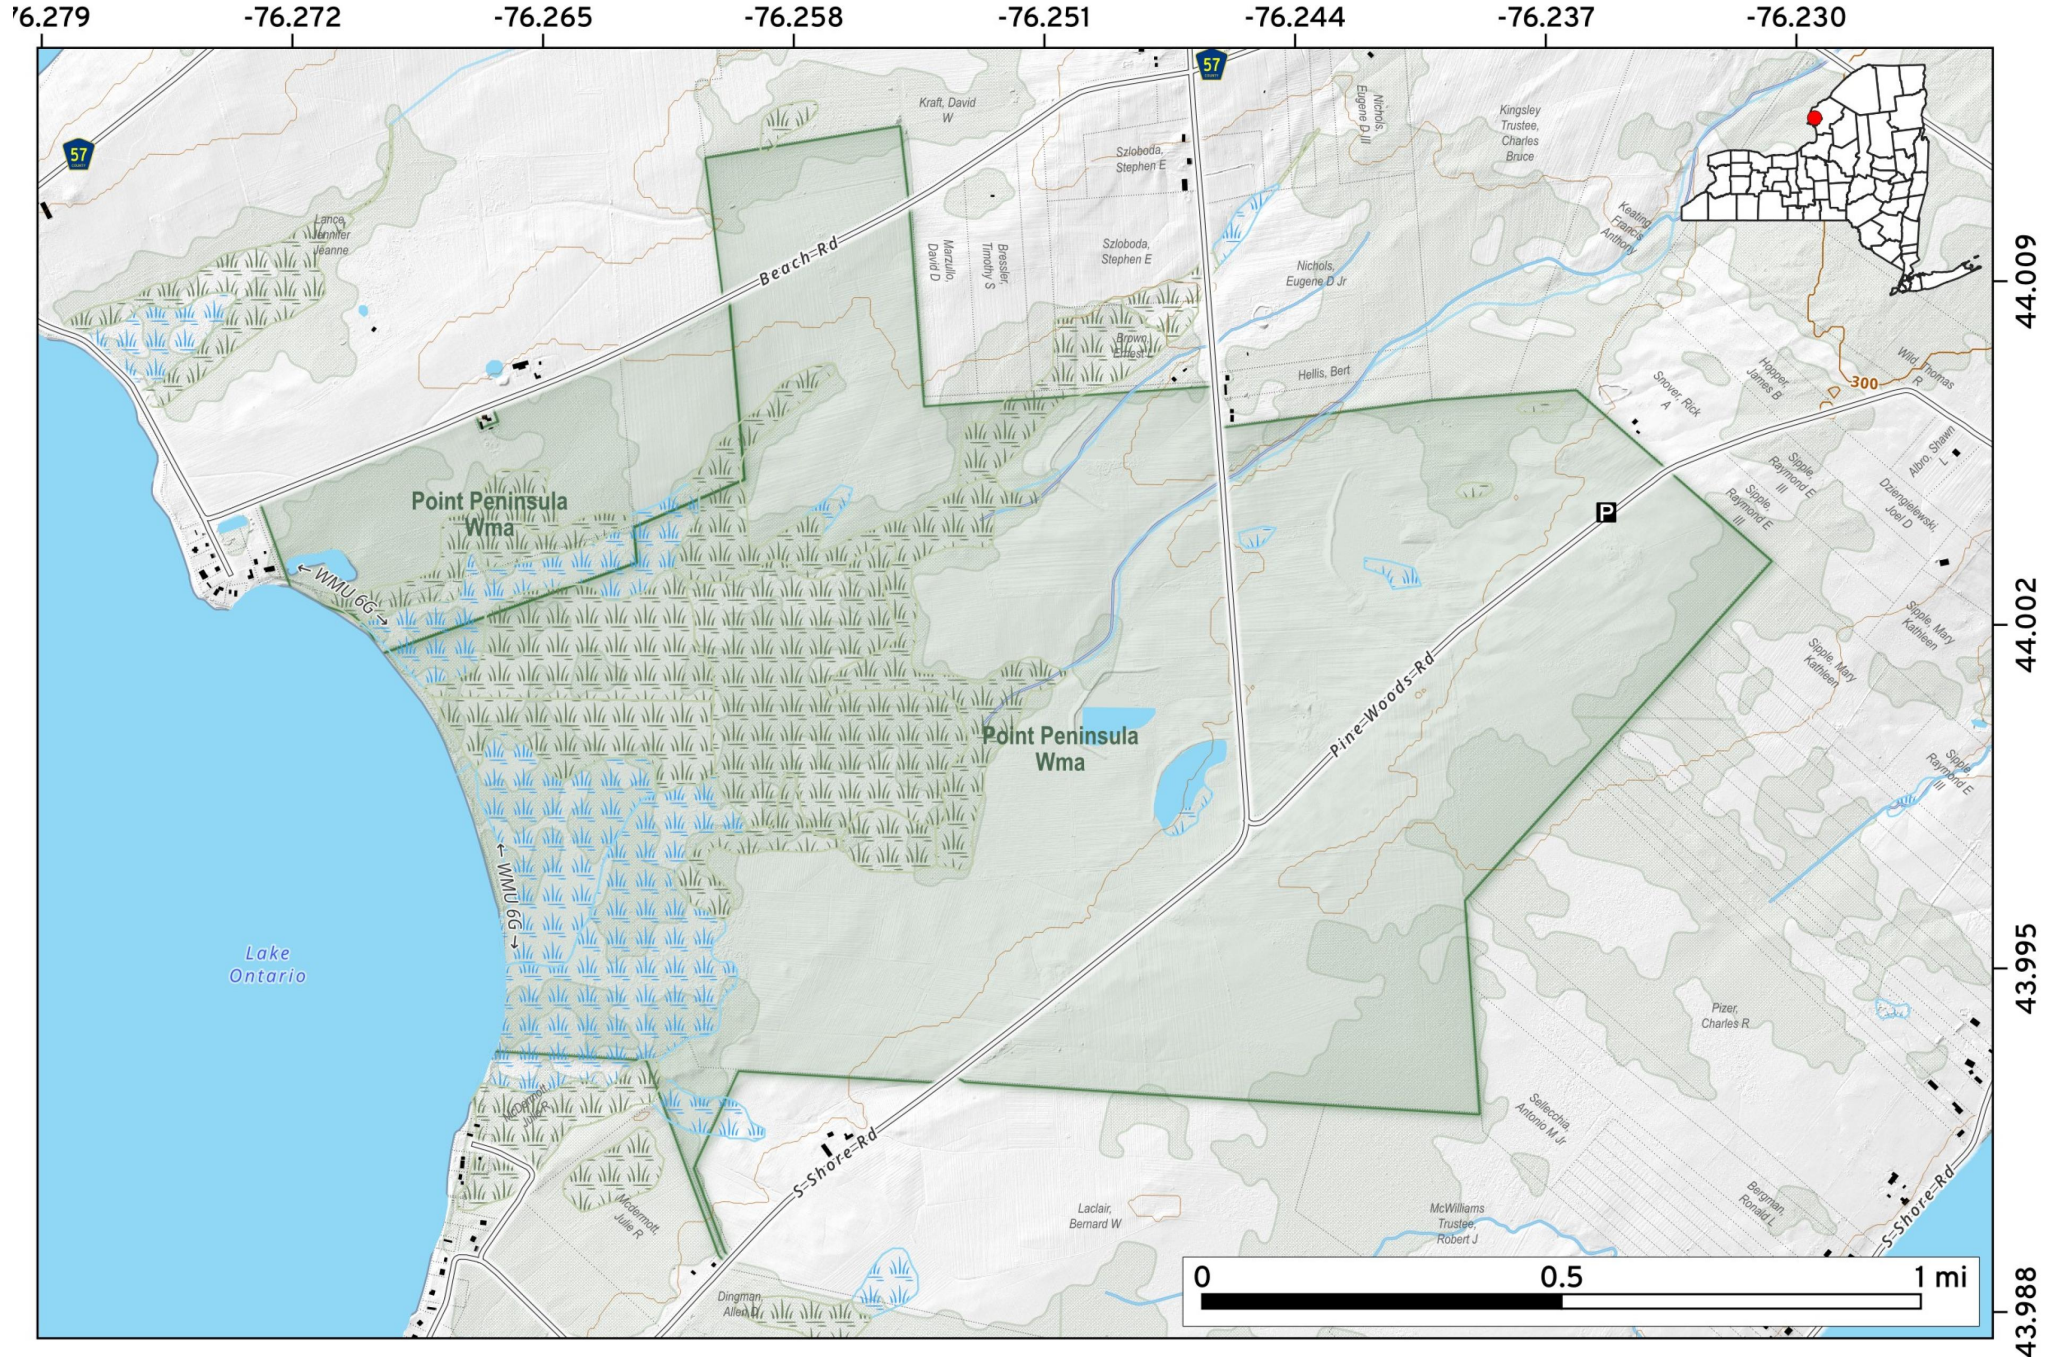 76.279
-76.272
-76.265
-76.258
-76.251
-76.244
-76.237
-76.230
57
COUNTY
57
COUNTY
Kraft, David
W
Nichols,
Eugene D III
Kingsley
Trustee,
Charles
Bruce
Szloboda,
Stephen E
Lance,
Jennifer
Jeanne
Keating
Francis
Anthony
Beach Rd
Marzullo,
David D
Bressler,
Timothy S
Szloboda,
Stephen E
Nichols,
Eugene D Jr
44.009
Brown,
Ernest L
Hellis, Bert
Snover, Rick
A
Hopper,
James B
Wild, Thomas
R
300
Albro, Shawn
L
Sipple,
Raymond E
III
Sipple,
Raymond E
III
Dziengielewski,
Joel D
Point Peninsula
Wma
P
← WMU 6G →
44.002
Sipple, Mary
Kathleen
Sipple, Mary
Kathleen
Pine Woods Rd
Point Peninsula
Wma
Sipple,
Raymond E
III
← WMU 6G →
Lake
Ontario
43.995
Pizer,
Charles R
McDermott,
Julie R
Sellecchia,
Antonio M Jr
S Shore Rd
Mcdermott,
Julie R
Laclair,
Bernard W
McWilliams
Trustee,
Robert J
Bergman,
Ronald L
S Shore Rd
Dingman,
Allen D
0
0.5
1 mi
43.988